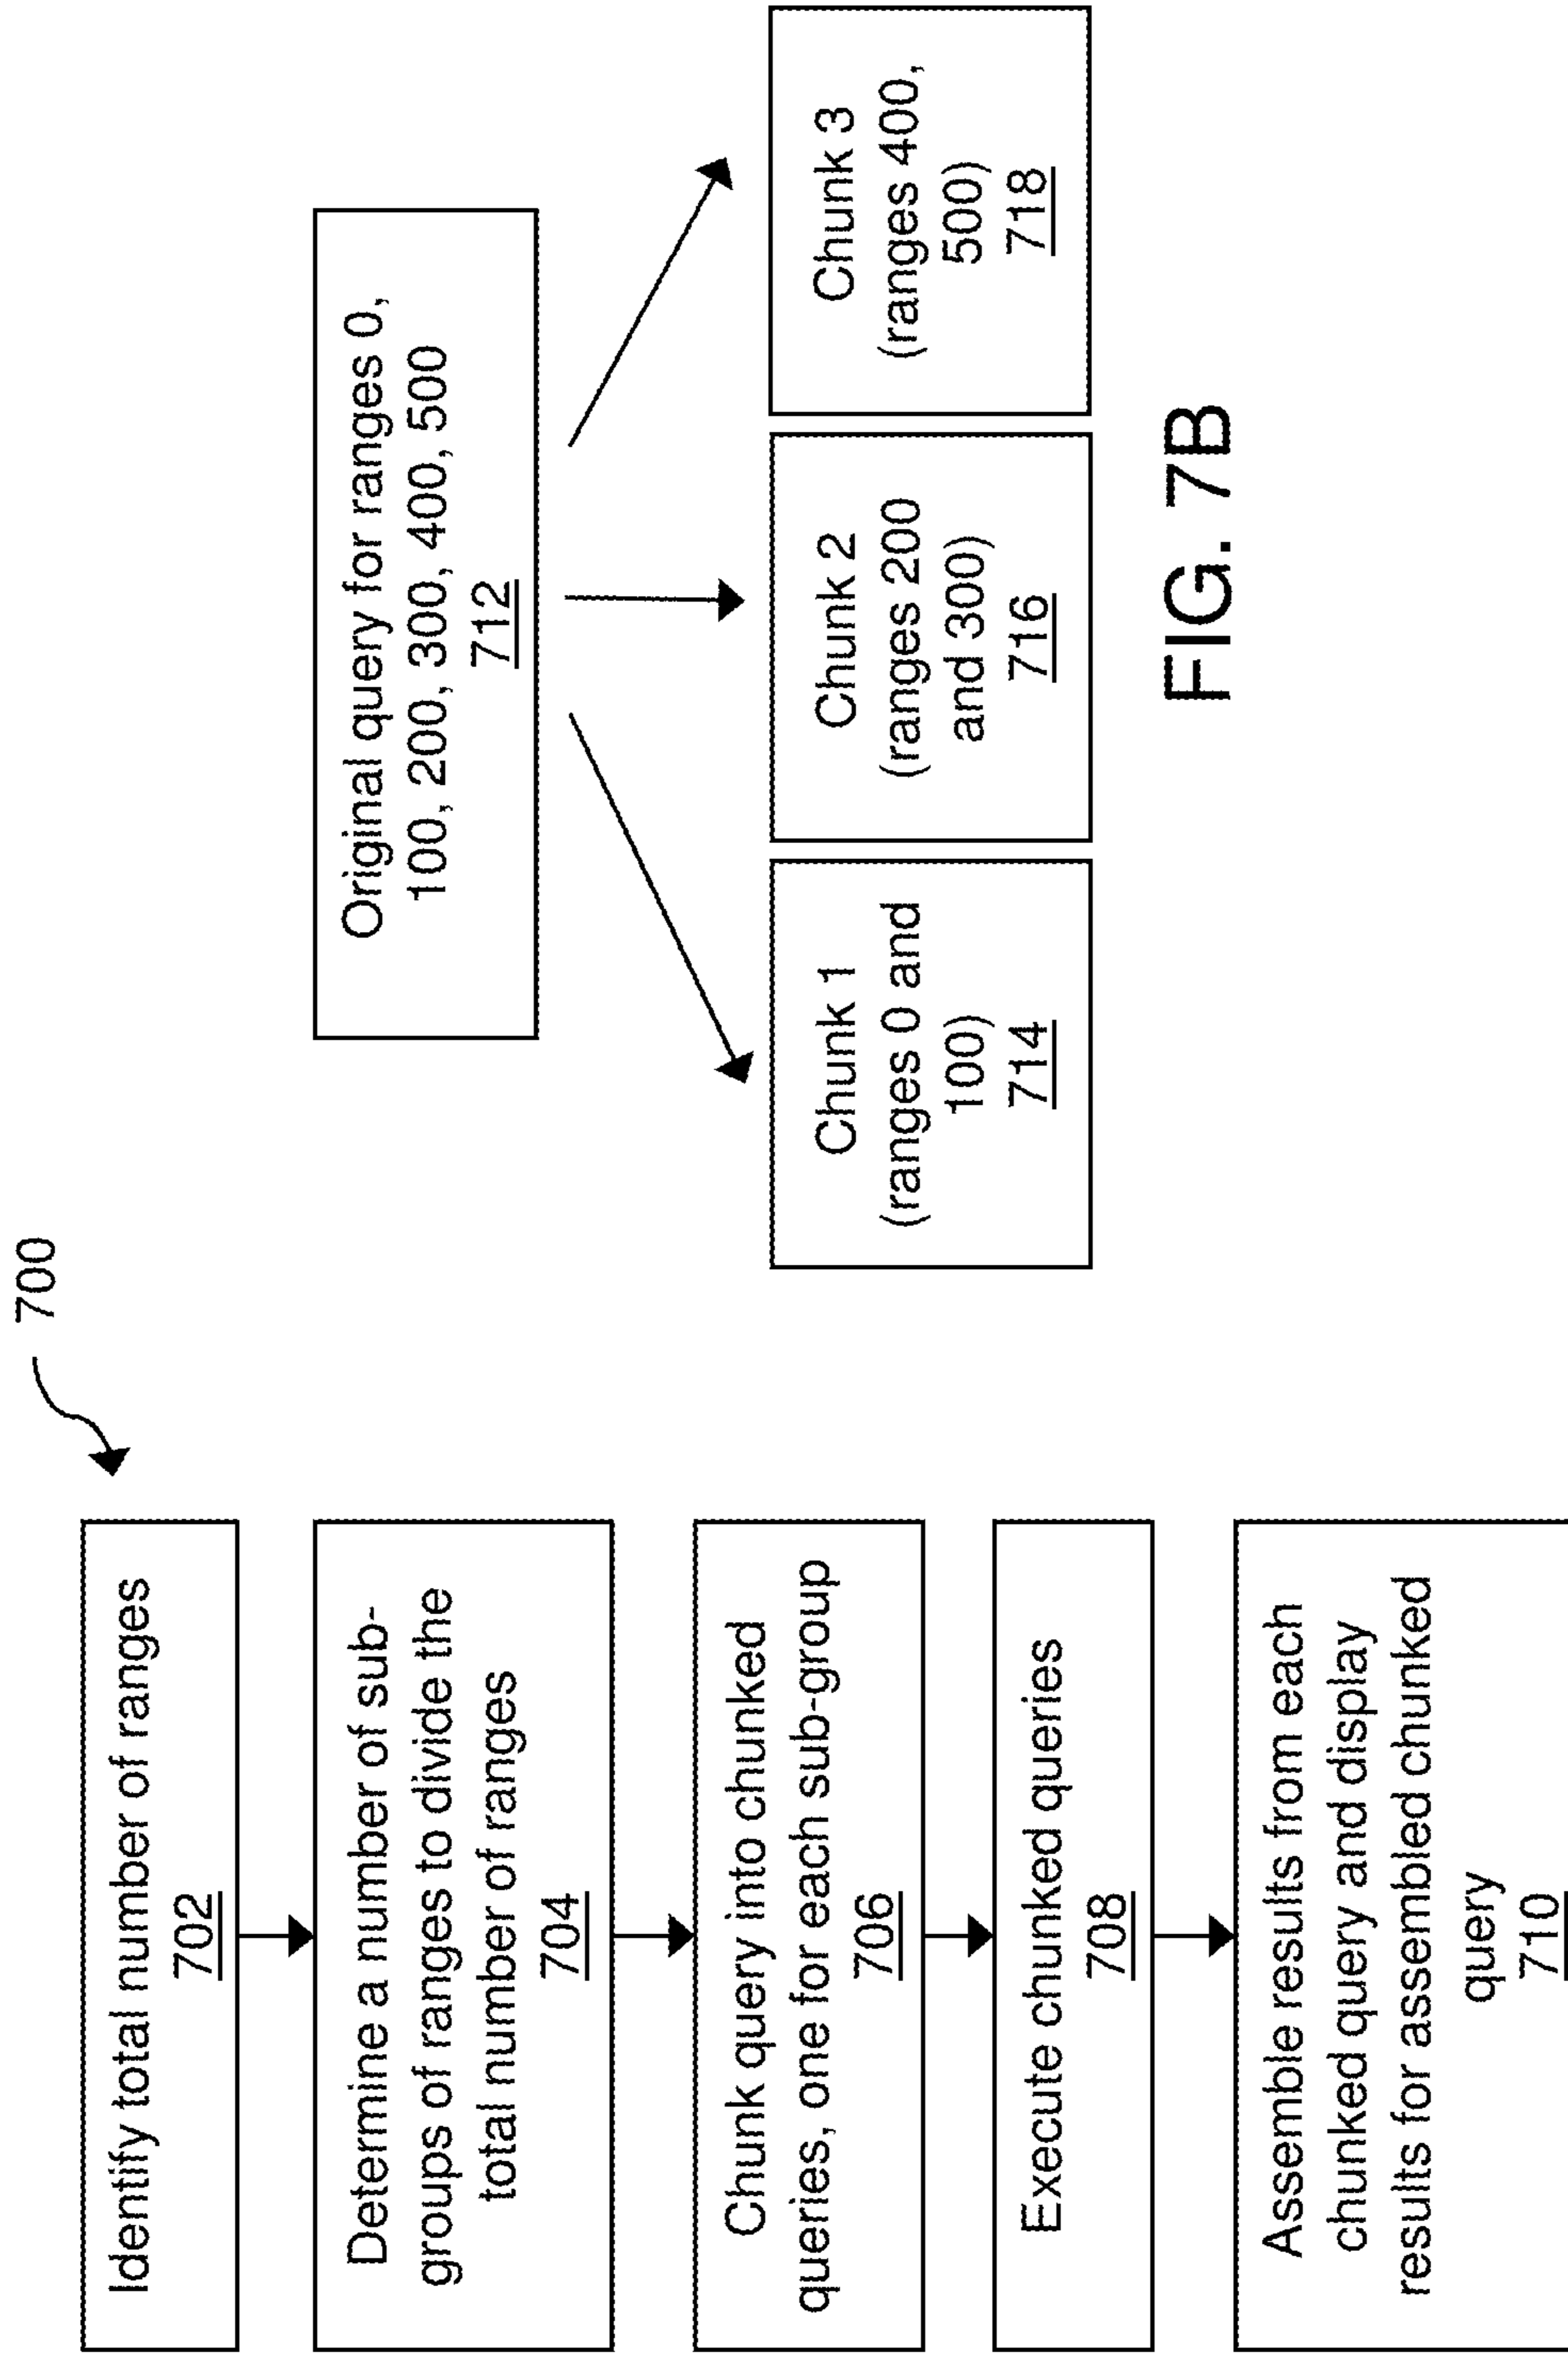 700
Identify total number of ranges
702
Determine a number of sub-
groups of ranges to divide the
total number of ranges
704
Chunk query into chunked
queries, one for each sub-group
706
Execute chunked queries
708
Assemble results from each
chunked query and display
results for assembled chunked
query
710
Original query for ranges 0,
100, 200, 300, 400, 500
712
Chunk 1
(ranges 0 and
100)
714
Chunk 2
(ranges 200
and 300)
716
Chunk 3
(ranges 400,
500)
718
FIG. 7B